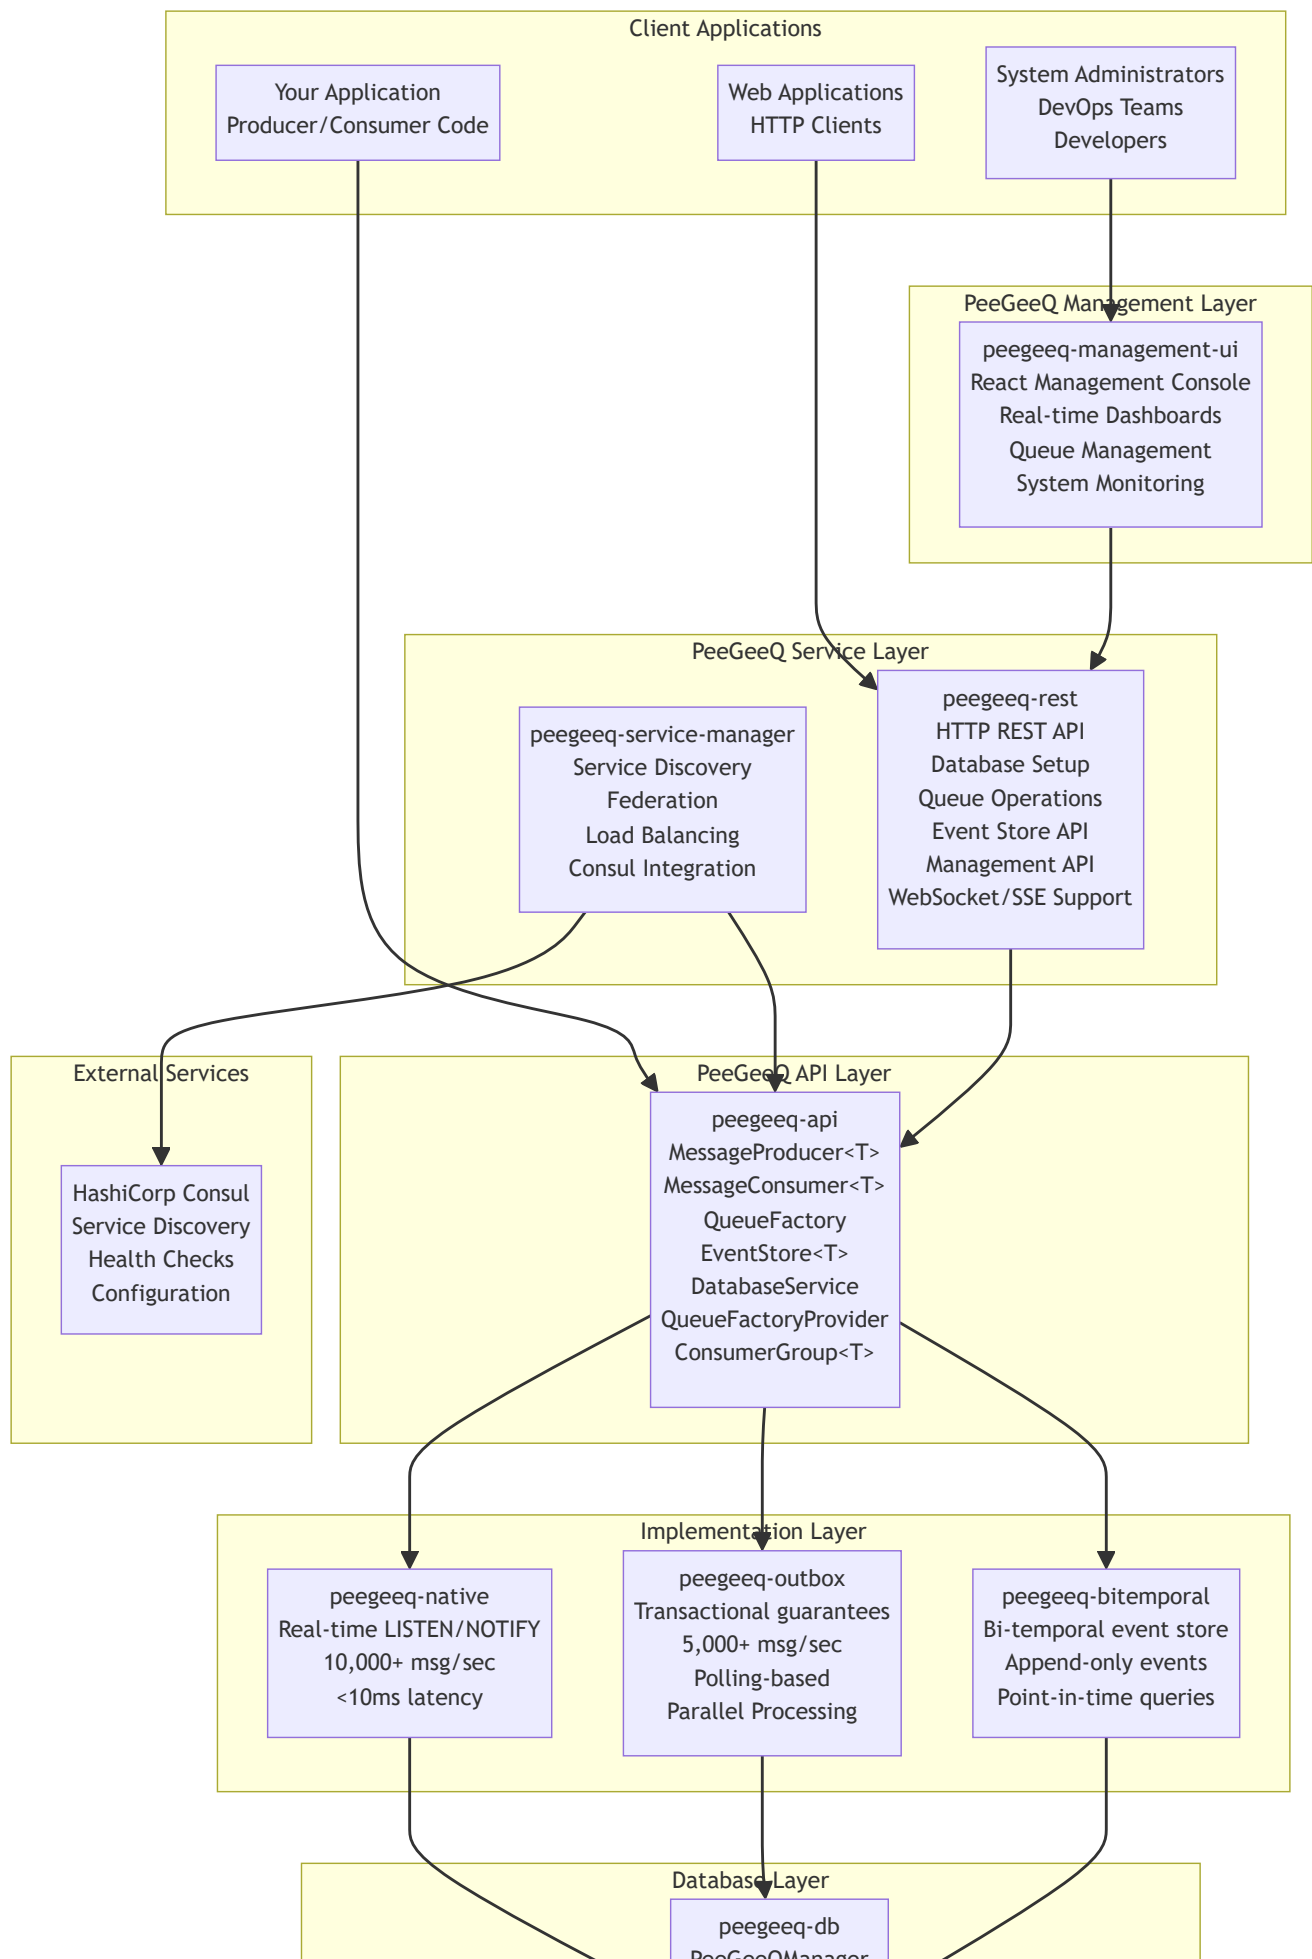 Client Applications
Your Application
Producer/Consumer Code
Web Applications
HTTP Clients
System Administrators
DevOps Teams
Developers
PeeGeeQ Management Layer
peegeeq-management-ui
React Management Console
Real-time Dashboards
Queue Management
System Monitoring
PeeGeeQ Service Layer
peegeeq-service-manager
Service Discovery
Federation
Load Balancing
Consul Integration
peegeeq-rest
HTTP REST API
Database Setup
Queue Operations
Event Store API
Management API
WebSocket/SSE Support
External Services
HashiCorp Consul
Service Discovery
Health Checks
Configuration
PeeGeeQ API Layer
peegeeq-api
MessageProducer<T>
MessageConsumer<T>
QueueFactory
EventStore<T>
DatabaseService
QueueFactoryProvider
ConsumerGroup<T>
Implementation Layer
peegeeq-native
Real-time LISTEN/NOTIFY
10,000+ msg/sec
<10ms latency
peegeeq-outbox
Transactional guarantees
5,000+ msg/sec
Polling-based
Parallel Processing
peegeeq-bitemporal
Bi-temporal event store
Append-only events
Point-in-time queries
Database Layer
peegeeq-db
PeeGeeQManager